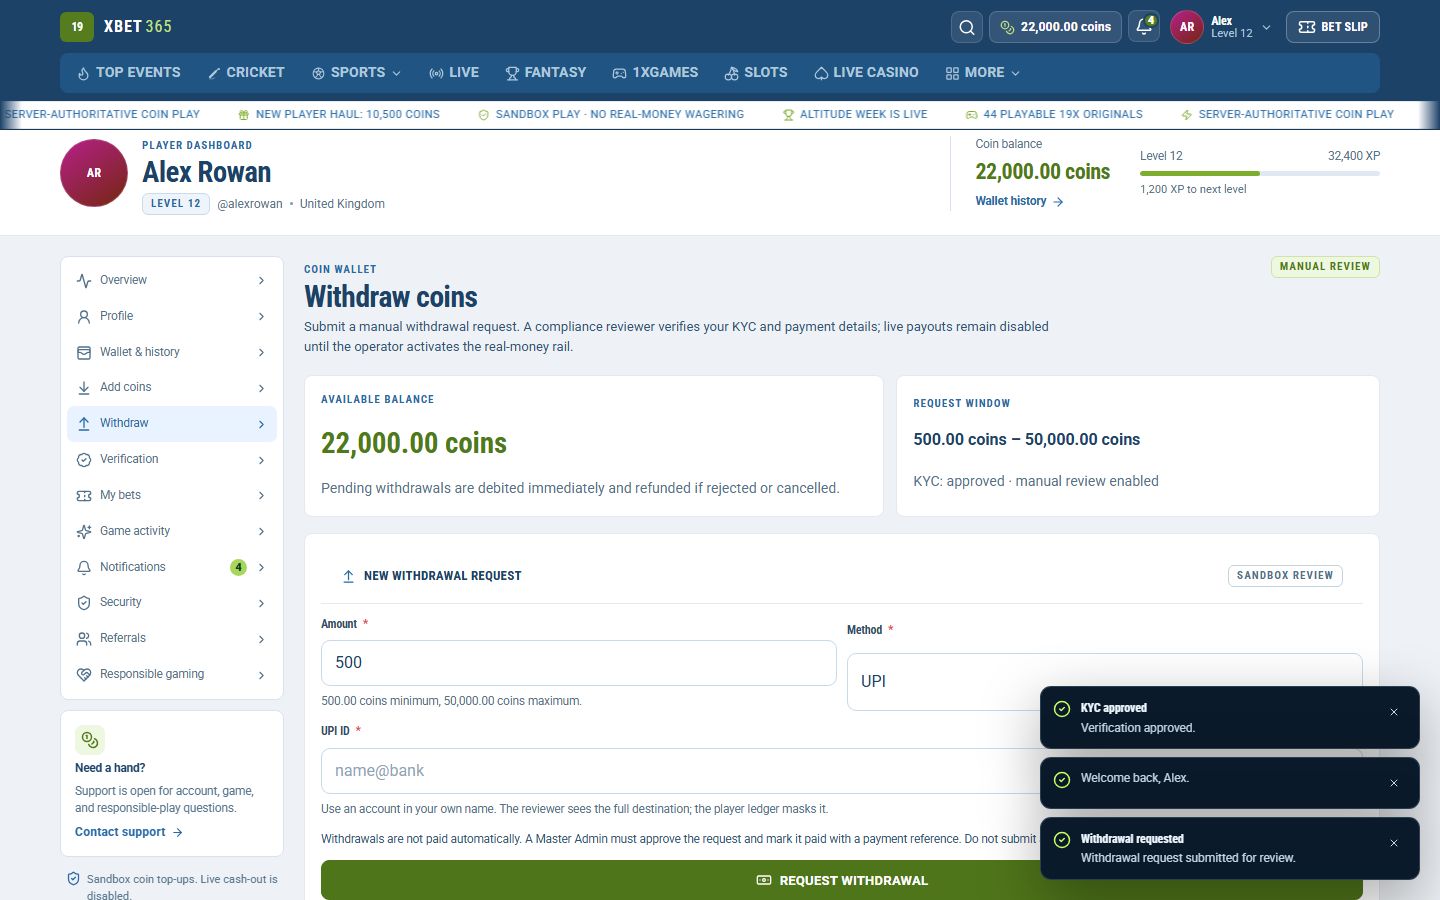 19 XBET 365
22,000.00 coins
4
AR
Alex
Level 12
BET SLIP
TOP EVENTS
CRICKET
SPORTS
LIVE
FANTASY
1XGAMES
SLOTS
LIVE CASINO
MORE
SERVER-AUTHORITATIVE COIN PLAY
NEW PLAYER HAUL: 10,500 COINS
SANDBOX PLAY · NO REAL-MONEY WAGERING
ALTITUDE WEEK IS LIVE
44 PLAYABLE 19X ORIGINALS
SERVER-AUTHORITATIVE COIN PLAY
AR
PLAYER DASHBOARD
Alex Rowan
LEVEL 12 @alexrowan • United Kingdom
Coin balance
22,000.00 coins
Wallet history
Level 12
32,400 XP
1,200 XP to next level
Overview
Profile
Wallet & history
Add coins
Withdraw
Verification
My bets
Game activity
Notifications 4
Security
Referrals
Responsible gaming
Need a hand?
Support is open for account, game,
and responsible-play questions.
Contact support
Sandbox coin top-ups. Live cash-out is
disabled.
COIN WALLET
MANUAL REVIEW
Withdraw coins
Submit a manual withdrawal request. A compliance reviewer verifies your KYC and payment details; live payouts remain disabled
until the operator activates the real-money rail.
AVAILABLE BALANCE
22,000.00 coins
Pending withdrawals are debited immediately and refunded if rejected or cancelled.
REQUEST WINDOW
500.00 coins – 50,000.00 coins
KYC: approved · manual review enabled
NEW WITHDRAWAL REQUEST
SANDBOX REVIEW
Amount *
500
500.00 coins minimum, 50,000.00 coins maximum.
Method *
UPI
UPI ID *
name@bank
Use an account in your own name. The reviewer sees the full destination; the player ledger masks it.
Withdrawals are not paid automatically. A Master Admin must approve the request and mark it paid with a payment reference. Do not submit
REQUEST WITHDRAWAL
KYC approved
Verification approved.
Welcome back, Alex.
Withdrawal requested
Withdrawal request submitted for review.